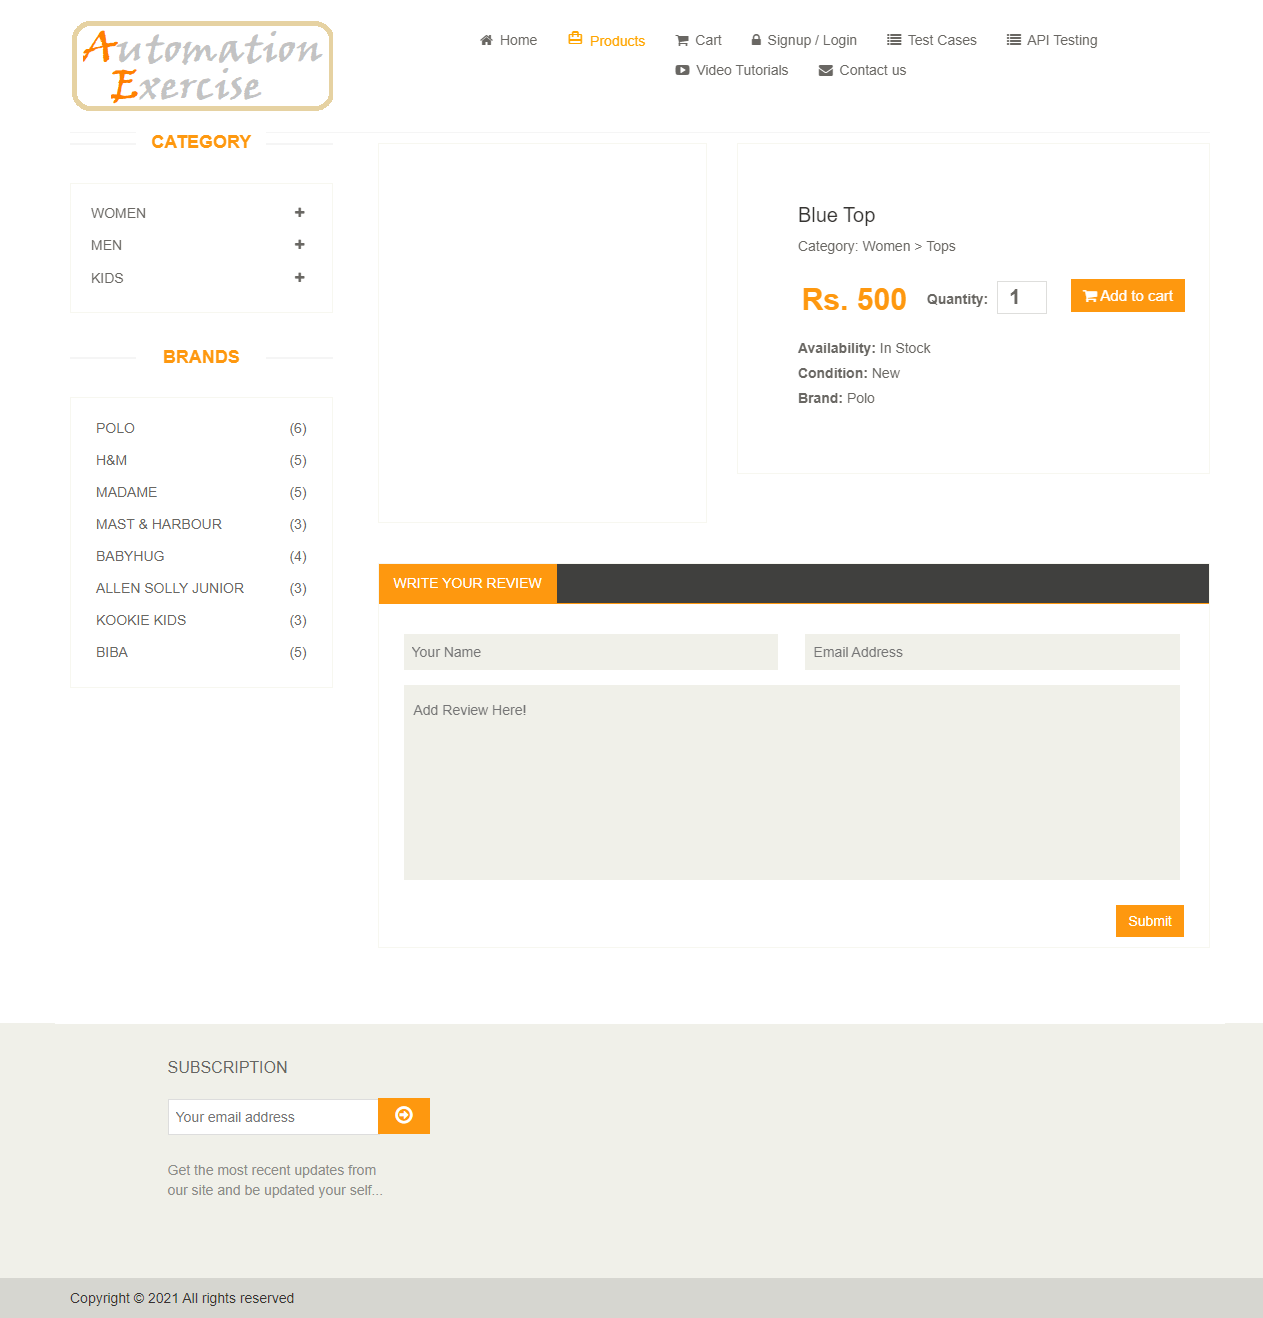 Automation
Exercise
Home
Products
Cart
Signup / Login
Test Cases
API Testing
Video Tutorials
Contact us
CATEGORY
WOMEN
MEN
KIDS
BRANDS
POLO (6)
H&M (5)
MADAME (5)
MAST & HARBOUR (3)
BABYHUG (4)
ALLEN SOLLY JUNIOR (3)
KOOKIE KIDS (3)
BIBA (5)
Blue Top
Category: Women > Tops
Rs. 500 Quantity: 1 Add to cart
Availability: In Stock
Condition: New
Brand: Polo
WRITE YOUR REVIEW
Your Name
Email Address
Add Review Here!
Submit
SUBSCRIPTION
Your email address
Get the most recent updates from
our site and be updated your self...
Copyright © 2021 All rights reserved